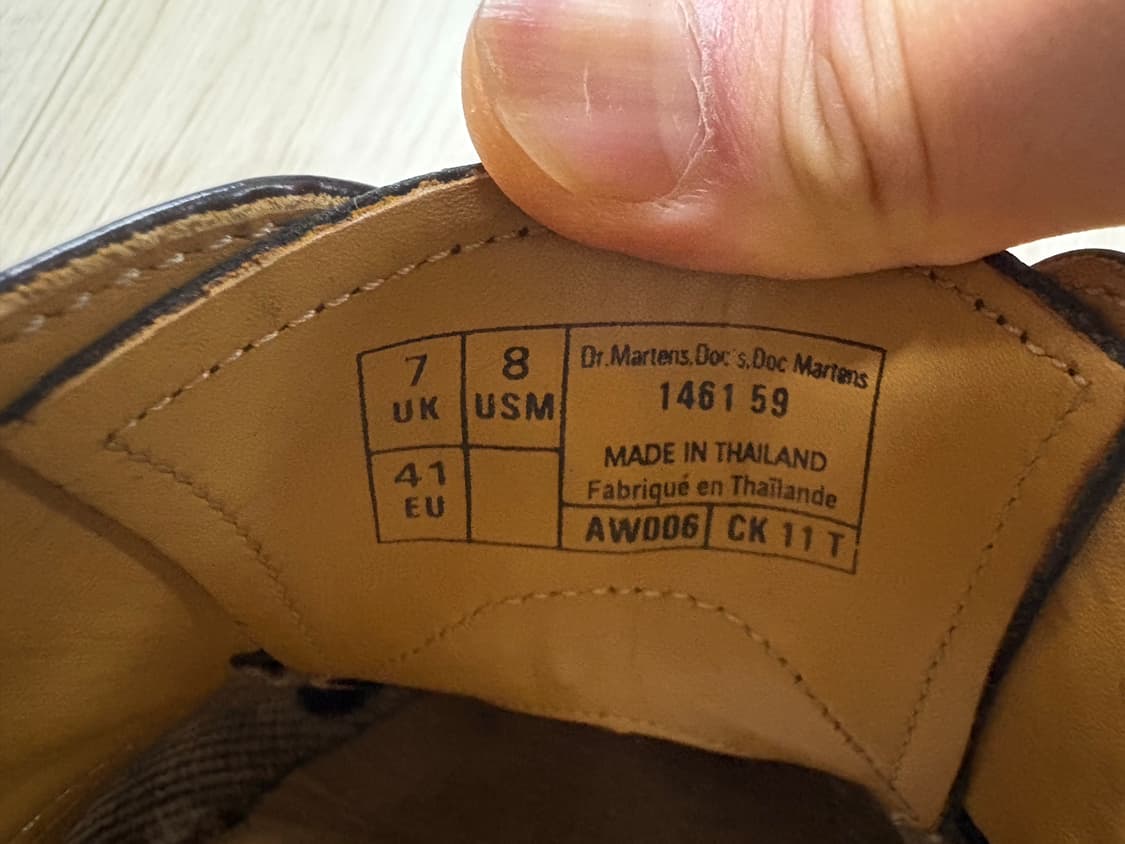 7
UK
8
USM
41
EU
Dr.Martens,Doc's,Doc Martens
1461 59
MADE IN THAILAND
Fabriqué en Thaïlande
AW006
CK 11 T